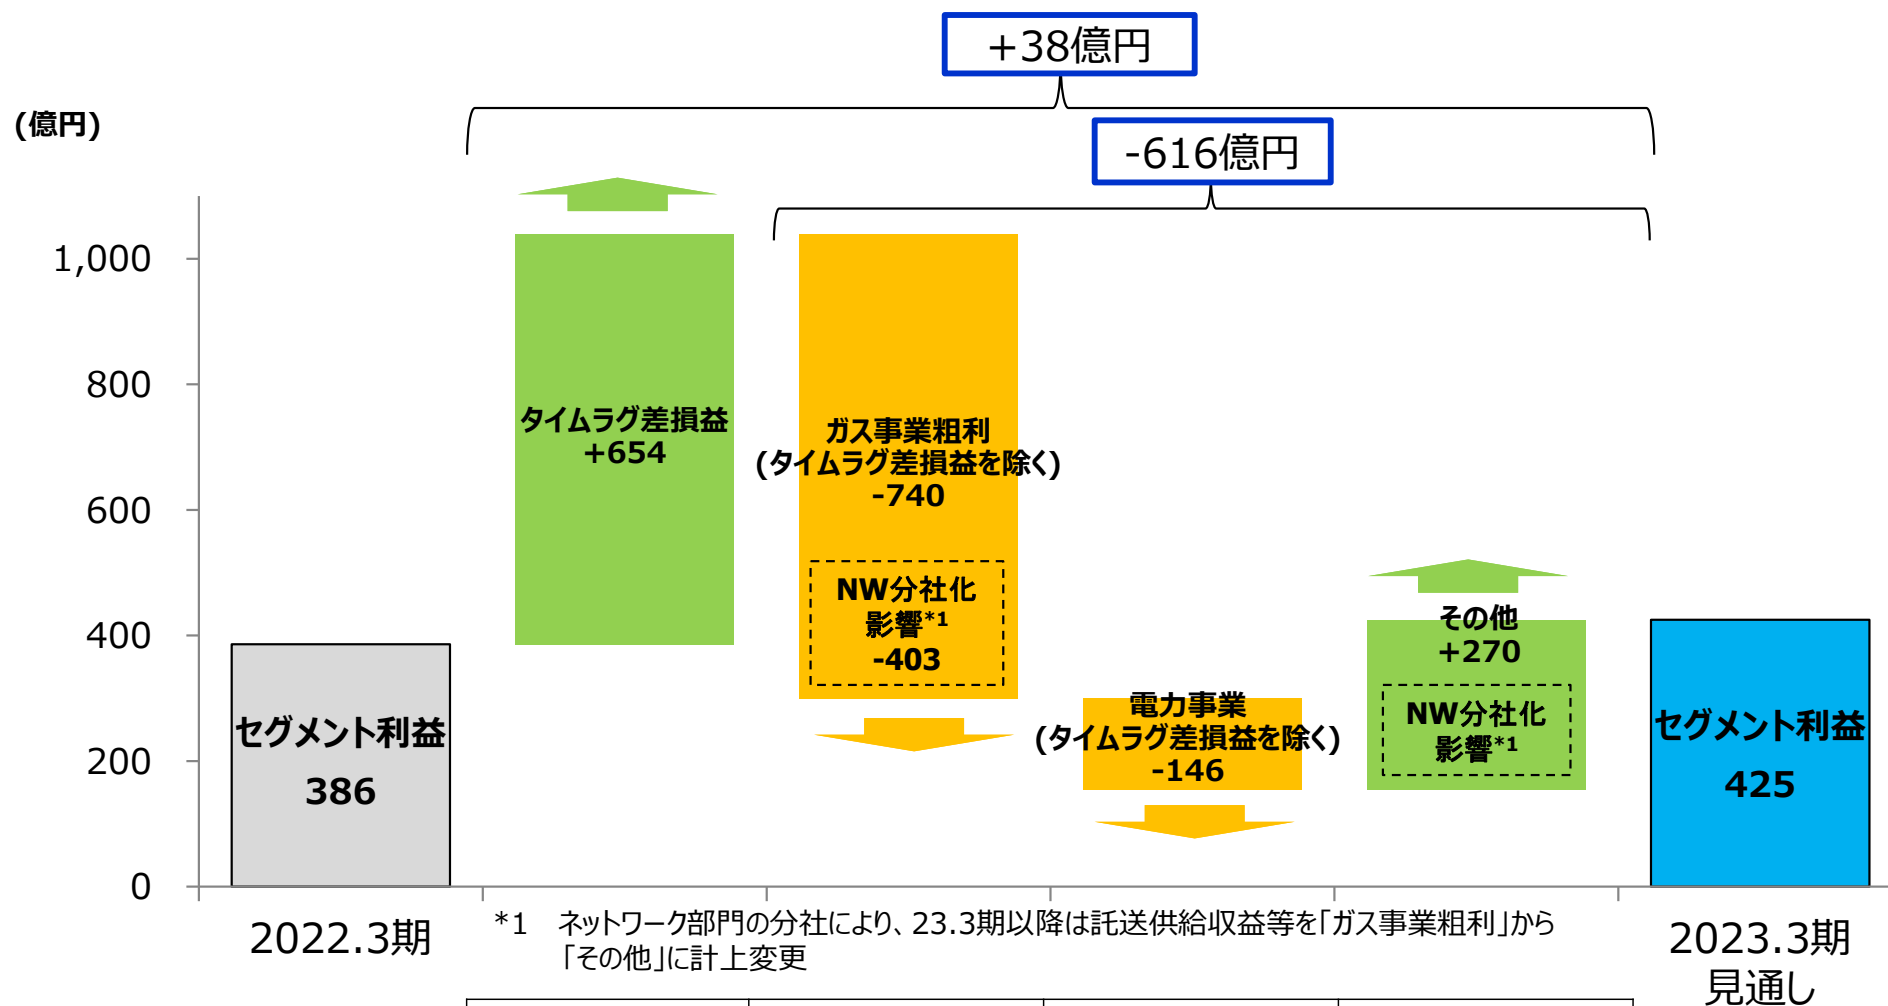 +38億円
(億円)
-616億円
1,000
800
600
400
200
0
セグメント利益
386
タイムラグ差損益
+654
ガス事業粗利
(タイムラグ差損益を除く)
-740
NW分社化
影響*1
-403
電力事業
(タイムラグ差損益を除く)
-146
その他
+270
NW分社化
影響*1
セグメント利益
425
2022.3期
*1 ネットワーク部門の分社により、23.3期以降は託送供給収益等を「ガス事業粗利」から
「その他」に計上変更
2023.3期
見通し